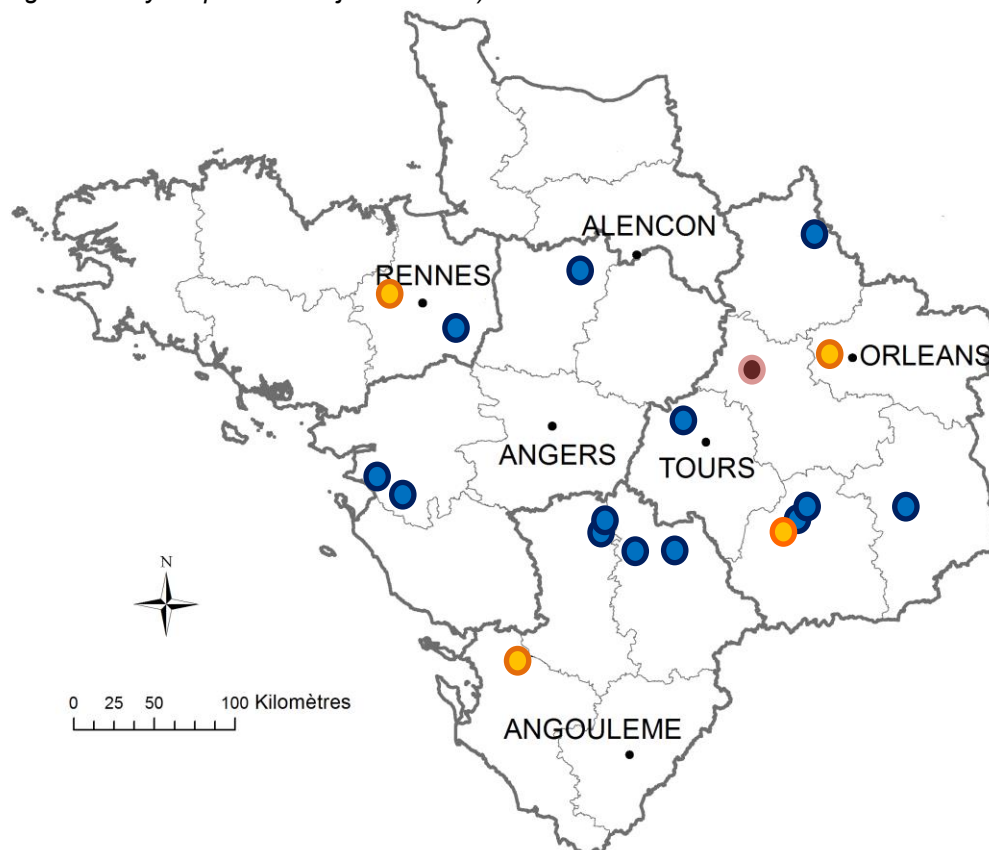 ALENCON
RENNES
ORLEANS
ANGERS
TOURS
N
0 25 50 100 Kilomètres
ANGOULEME